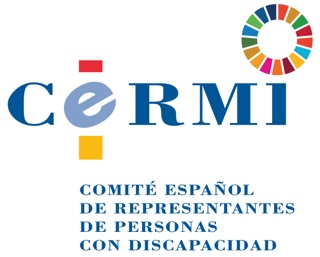 CeRMI
COMITÉ ESPAÑOL
DE REPRESENTANTES
DE PERSONAS
CON DISCAPACIDAD